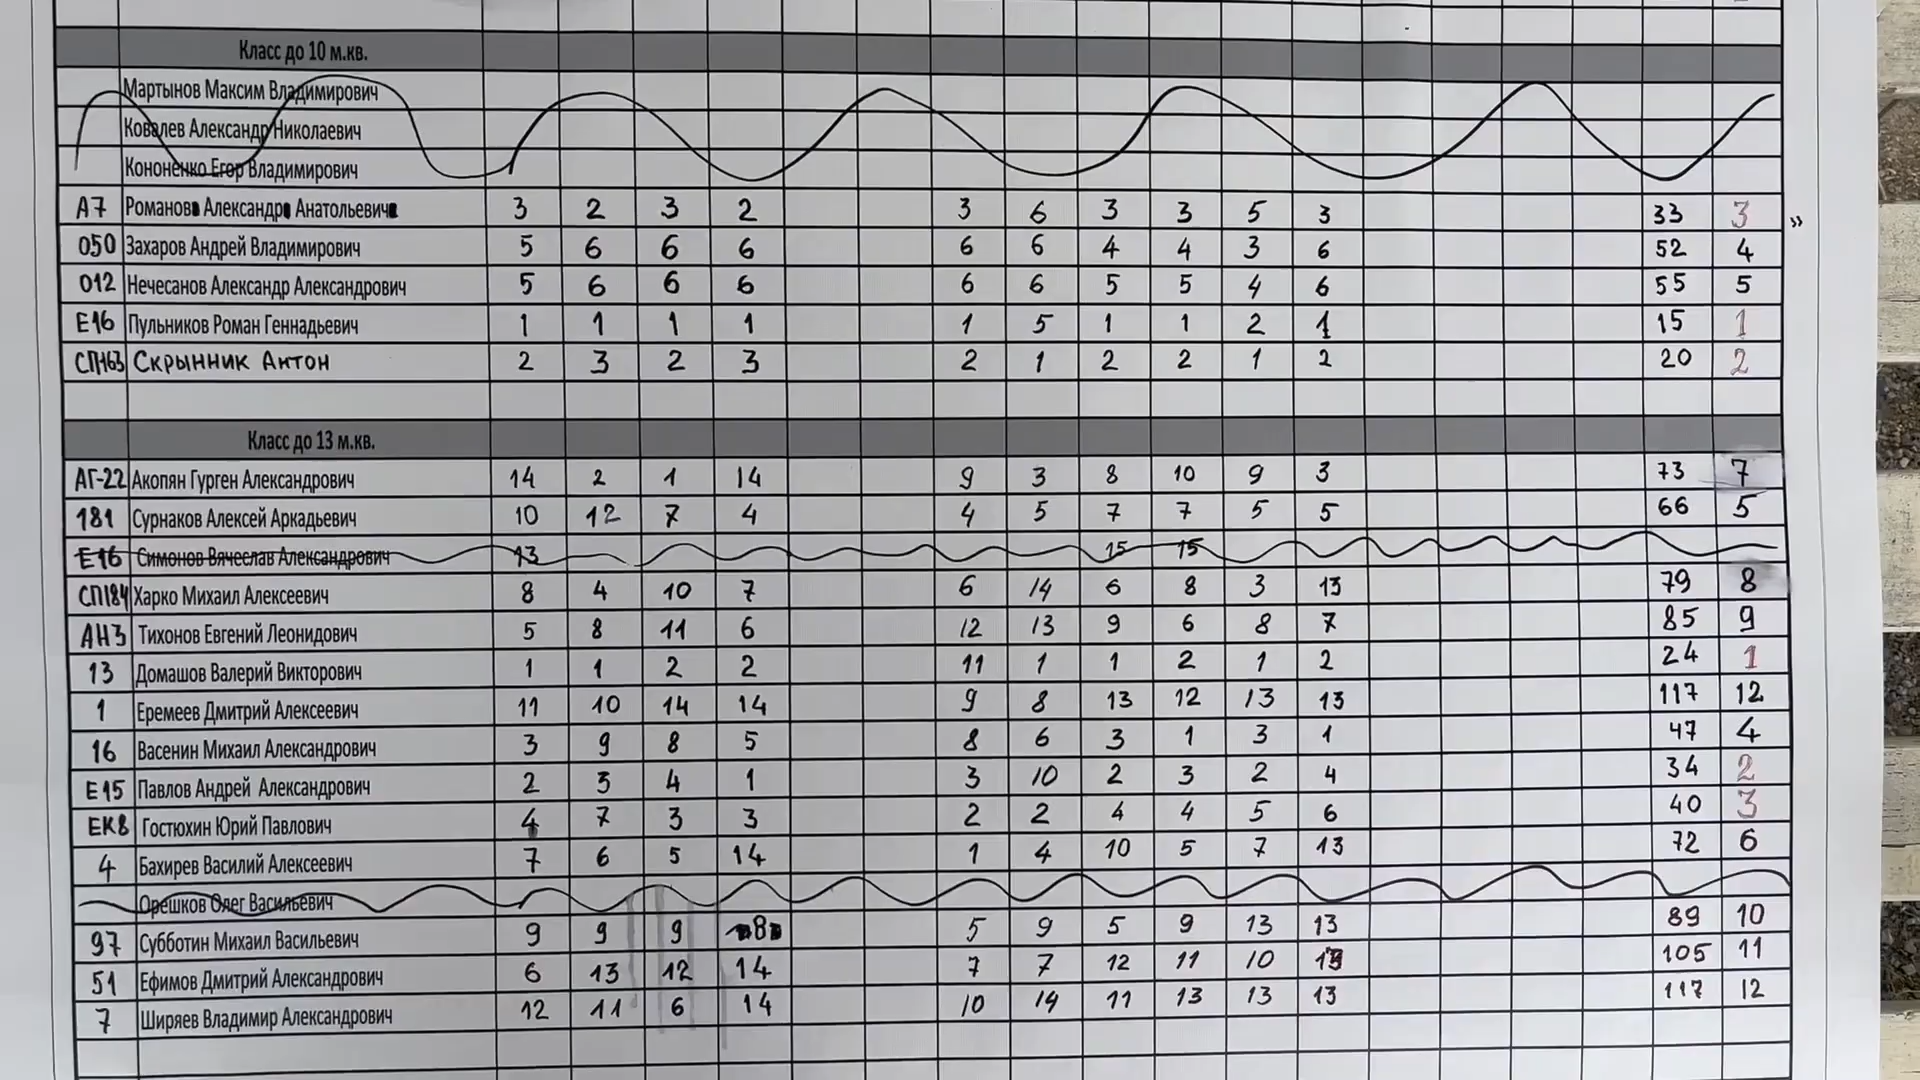 Класс до 10 м.кв.
Мартынов Максим Владимирович
Ковалев Александр Николаевич
Кононенко Егор Владимирович
А7 Романов Александр Анатольевич 3 2 3 2 3 6 3 3 5 3 33 3 »
050 Захаров Андрей Владимирович 5 6 6 6 6 6 4 4 3 6 52 4
012 Нечесанов Александр Александрович 5 6 6 6 6 6 5 5 4 6 55 5
Е16 Пульников Роман Геннадьевич 1 1 1 1 1 5 1 1 2 1 15 1
СП163 Скрынник Антон 2 3 2 3 2 1 2 2 1 2 20 2
Класс до 13 м.кв.
АГ-22 Акопян Гурген Александрович 14 2 1 14 9 3 8 10 9 3 73 7
181 Сурнаков Алексей Аркадьевич 10 12 7 4 4 5 7 7 5 5 66 5
Е16 Симонов Вячеслав Александрович 13 15 15
СП184 Харко Михаил Алексеевич 8 4 10 7 6 14 6 8 3 13 79 8
АН3 Тихонов Евгений Леонидович 5 8 11 6 12 13 9 6 8 7 85 9
13 Домашов Валерий Викторович 1 1 2 2 11 1 1 2 1 2 24 1
1 Еремеев Дмитрий Алексеевич 11 10 14 14 9 8 13 12 13 13 117 12
16 Васенин Михаил Александрович 3 9 8 5 8 6 3 1 3 1 47 4
Е15 Павлов Андрей Александрович 2 3 4 1 3 10 2 3 2 4 34 2
ЕК8 Гостюхин Юрий Павлович 4 7 3 3 2 2 4 4 5 6 40 3
4 Бахирев Василий Алексеевич 7 6 5 14 1 4 10 5 7 13 72 6
Орешков Олег Васильевич
97 Субботин Михаил Васильевич 9 9 9 8 5 9 5 9 13 13 89 10
51 Ефимов Дмитрий Александрович 6 13 12 14 7 7 12 11 10 13 105 11
7 Ширяев Владимир Александрович 12 11 6 14 10 14 11 13 13 13 117 12